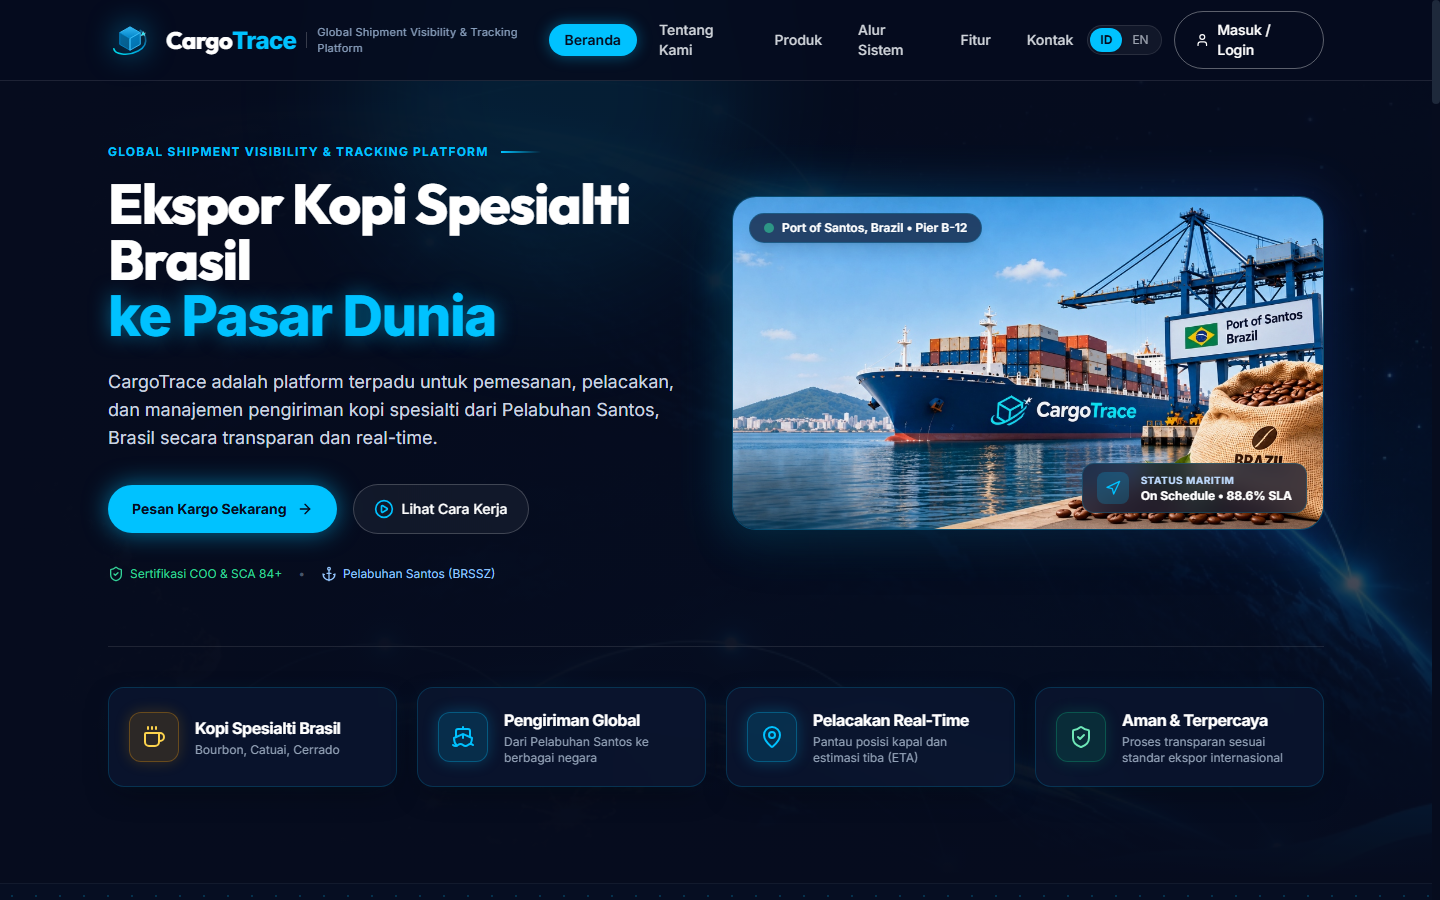 CargoTrace
Global Shipment Visibility & Tracking
Platform
Beranda
Tentang
Kami
Produk
Alur
Sistem
Fitur
Kontak
ID
EN
Masuk /
Login
GLOBAL SHIPMENT VISIBILITY & TRACKING PLATFORM
Ekspor Kopi Spesialti
Brasil
ke Pasar Dunia
CargoTrace adalah platform terpadu untuk pemesanan, pelacakan,
dan manajemen pengiriman kopi spesialti dari Pelabuhan Santos,
Brasil secara transparan dan real-time.
Pesan Kargo Sekarang
Lihat Cara Kerja
Sertifikasi COO & SCA 84+
•
Pelabuhan Santos (BRSSZ)
Port of Santos, Brazil • Pier B-12
Port of Santos
Brazil
CargoTrace
BRAZIL
STATUS MARITIM
On Schedule • 88.6% SLA
Kopi Spesialti Brasil
Bourbon, Catuai, Cerrado
Pengiriman Global
Dari Pelabuhan Santos ke
berbagai negara
Pelacakan Real-Time
Pantau posisi kapal dan
estimasi tiba (ETA)
Aman & Terpercaya
Proses transparan sesuai
standar ekspor internasional